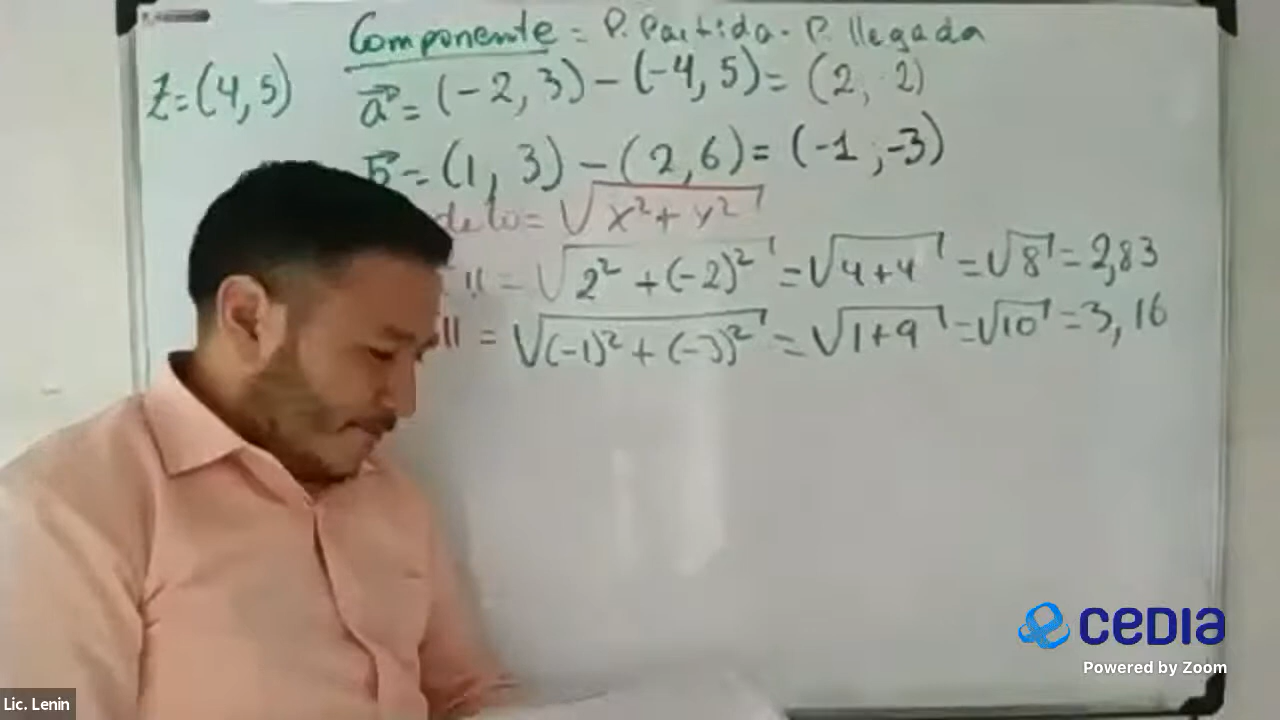 Componente = P. Partida - P. llegada
Z=(4,5)
a = (-2, 3) - (-4, 5) = (2, 2)
b = (1, 3) - (2, 6) = (-1, -3)
= √x²+y²
|| = √2²+(-2)² = √4+4 = √8 = 2,83
|| = √(-1)²+(-3)² = √1+9 = √10 = 3,16
cedia
Powered by Zoom
Lic. Lenin